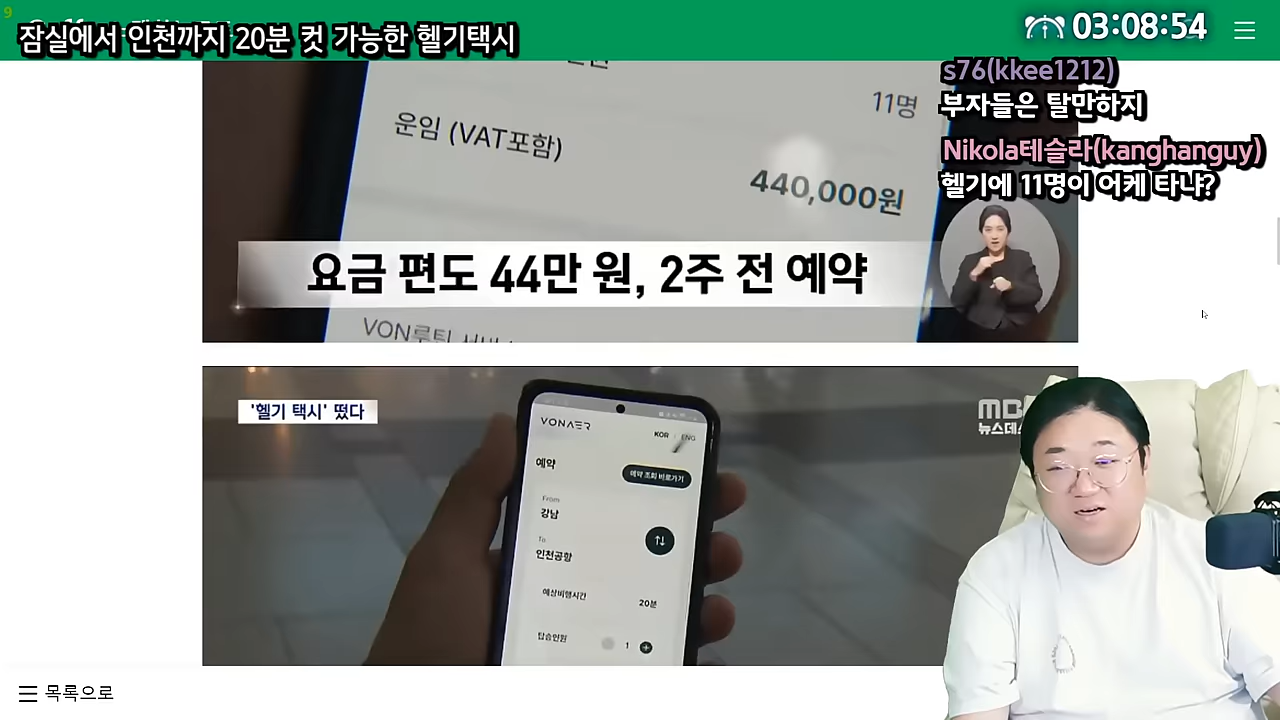 9
잠실에서 인천까지 20분 컷 가능한 헬기택시
03:08:54
s76(kkee1212)
부자들은 탈만하지
Nikola테슬라(kanghanguy)
헬기에 11명이 어케 타냐?
11명
운임 (VAT포함)
440,000원
요금 편도 44만 원, 2주 전 예약
'헬기 택시' 떴다
VONAER
KOR
ENG
예약
예약 조회 바로가기
From
강남
To
인천공항
예상비행시간
20분
탑승인원
1
목록으로